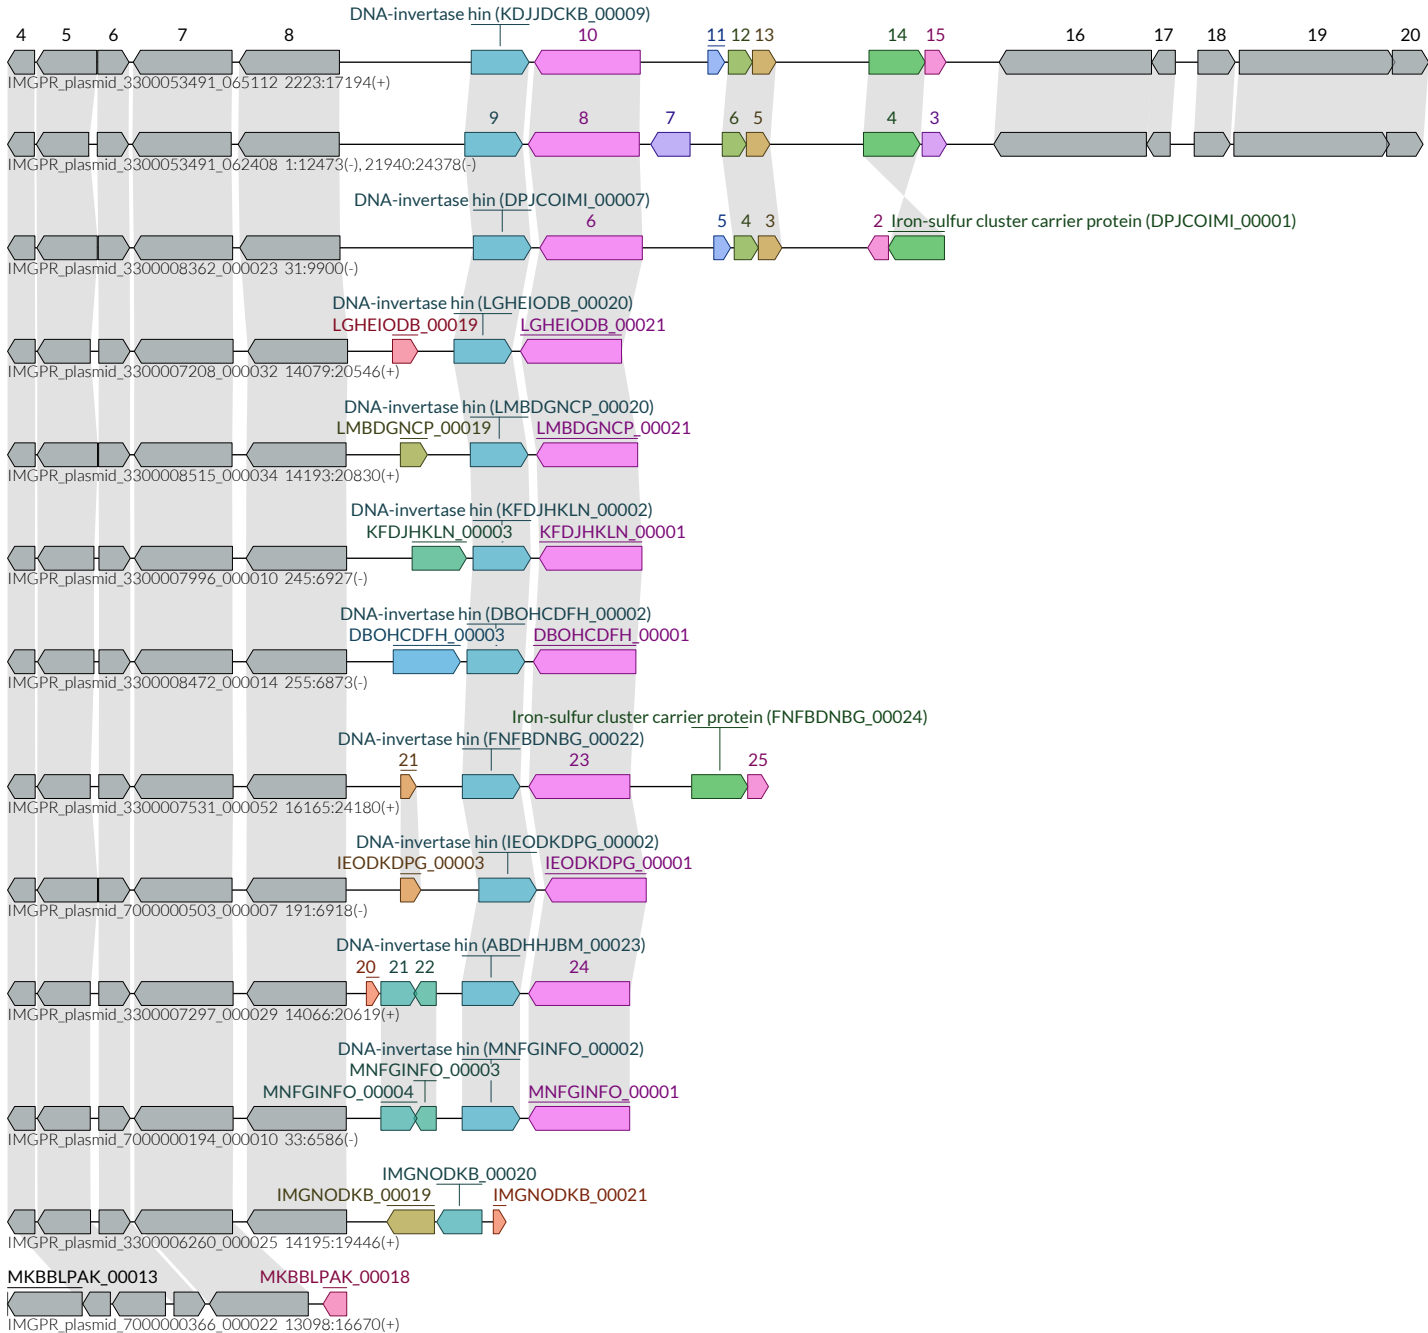 DNA-invertase hin (KDJJDCKB_00009)
4 5 6 7 8 10 11 12 13 14 15 16 17 18 19 20
IMGPR_plasmid_3300053491_065112 2223:17194(+)
9 8 7 6 5 4 3
IMGPR_plasmid_3300053491_062408 1:12473(-), 21940:24378(-)
DNA-invertase hin (DPJCOIMI_00007)
6 5 4 3 2 Iron-sulfur cluster carrier protein (DPJCOIMI_00001)
IMGPR_plasmid_3300008362_000023 31:9900(-)
DNA-invertase hin (LGHEIODB_00020)
LGHEIODB_00019 LGHEIODB_00021
IMGPR_plasmid_3300007208_000032 14079:20546(+)
DNA-invertase hin (LMBDGNCP_00020)
LMBDGNCP_00019 LMBDGNCP_00021
IMGPR_plasmid_3300008515_000034 14193:20830(+)
DNA-invertase hin (KFDJHKLN_00002)
KFDJHKLN_00003 KFDJHKLN_00001
IMGPR_plasmid_3300007996_000010 245:6927(-)
DNA-invertase hin (DBOHCDFH_00002)
DBOHCDFH_00003 DBOHCDFH_00001
IMGPR_plasmid_3300008472_000014 255:6873(-)
Iron-sulfur cluster carrier protein (FNFBDNBG_00024)
DNA-invertase hin (FNFBDNBG_00022)
21 23 25
IMGPR_plasmid_3300007531_000052 16165:24180(+)
DNA-invertase hin (IEODKDPG_00002)
IEODKDPG_00003 IEODKDPG_00001
IMGPR_plasmid_7000000503_000007 191:6918(-)
DNA-invertase hin (ABDHHJBM_00023)
20 21 22 24
IMGPR_plasmid_3300007297_000029 14066:20619(+)
DNA-invertase hin (MNFGINFO_00002)
MNFGINFO_00003
MNFGINFO_00004 MNFGINFO_00001
IMGPR_plasmid_7000000194_000010 33:6586(-)
IMGNODKB_00020
IMGNODKB_00019 IMGNODKB_00021
IMGPR_plasmid_3300006260_000025 14195:19446(+)
MKBBLPAK_00013 MKBBLPAK_00018
IMGPR_plasmid_7000000366_000022 13098:16670(+)